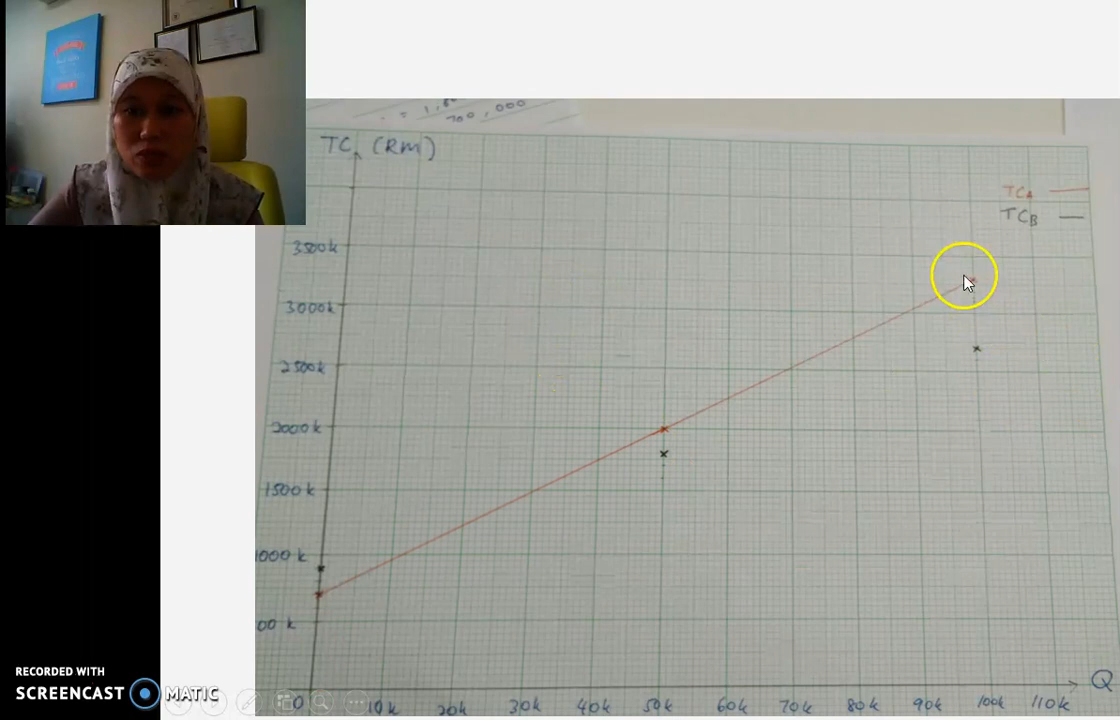 TC (RM)
TCA
TCB
3500k
3000k
2500k
2000k
1500k
1000k
0
10k
20k
30k
40k
50k
60k
70k
80k
90k
100k
110k
Q
RECORDED WITH
SCREENCAST MATIC